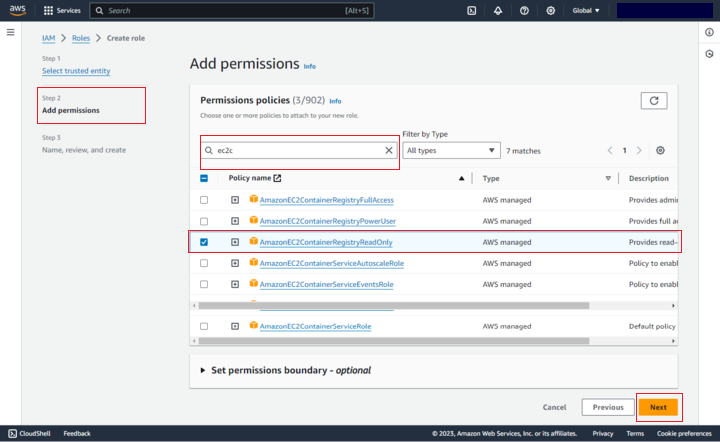 aws
Services
Search
[Alt+S]
Global
IAM > Roles > Create role
Step 1
Select trusted entity
Step 2
Add permissions
Step 3
Name, review, and create
Add permissions Info
Permissions policies (3/902) Info
Choose one or more policies to attach to your new role.
Filter by Type
ec2c
All types
7 matches
1
Policy name
Type
Description
AmazonEC2ContainerRegistryFullAccess AWS managed Provides admin
AmazonEC2ContainerRegistryPowerUser AWS managed Provides full a
AmazonEC2ContainerRegistryReadOnly AWS managed Provides read-
AmazonEC2ContainerServiceAutoscaleRole AWS managed Policy to enabl
AmazonEC2ContainerServiceEventsRole AWS managed Policy to enabl
AmazonEC2ContainerServiceRole AWS managed Default policy
Set permissions boundary - optional
Cancel
Previous
Next
CloudShell
Feedback
© 2023, Amazon Web Services, Inc. or its affiliates.
Privacy
Terms
Cookie preferences